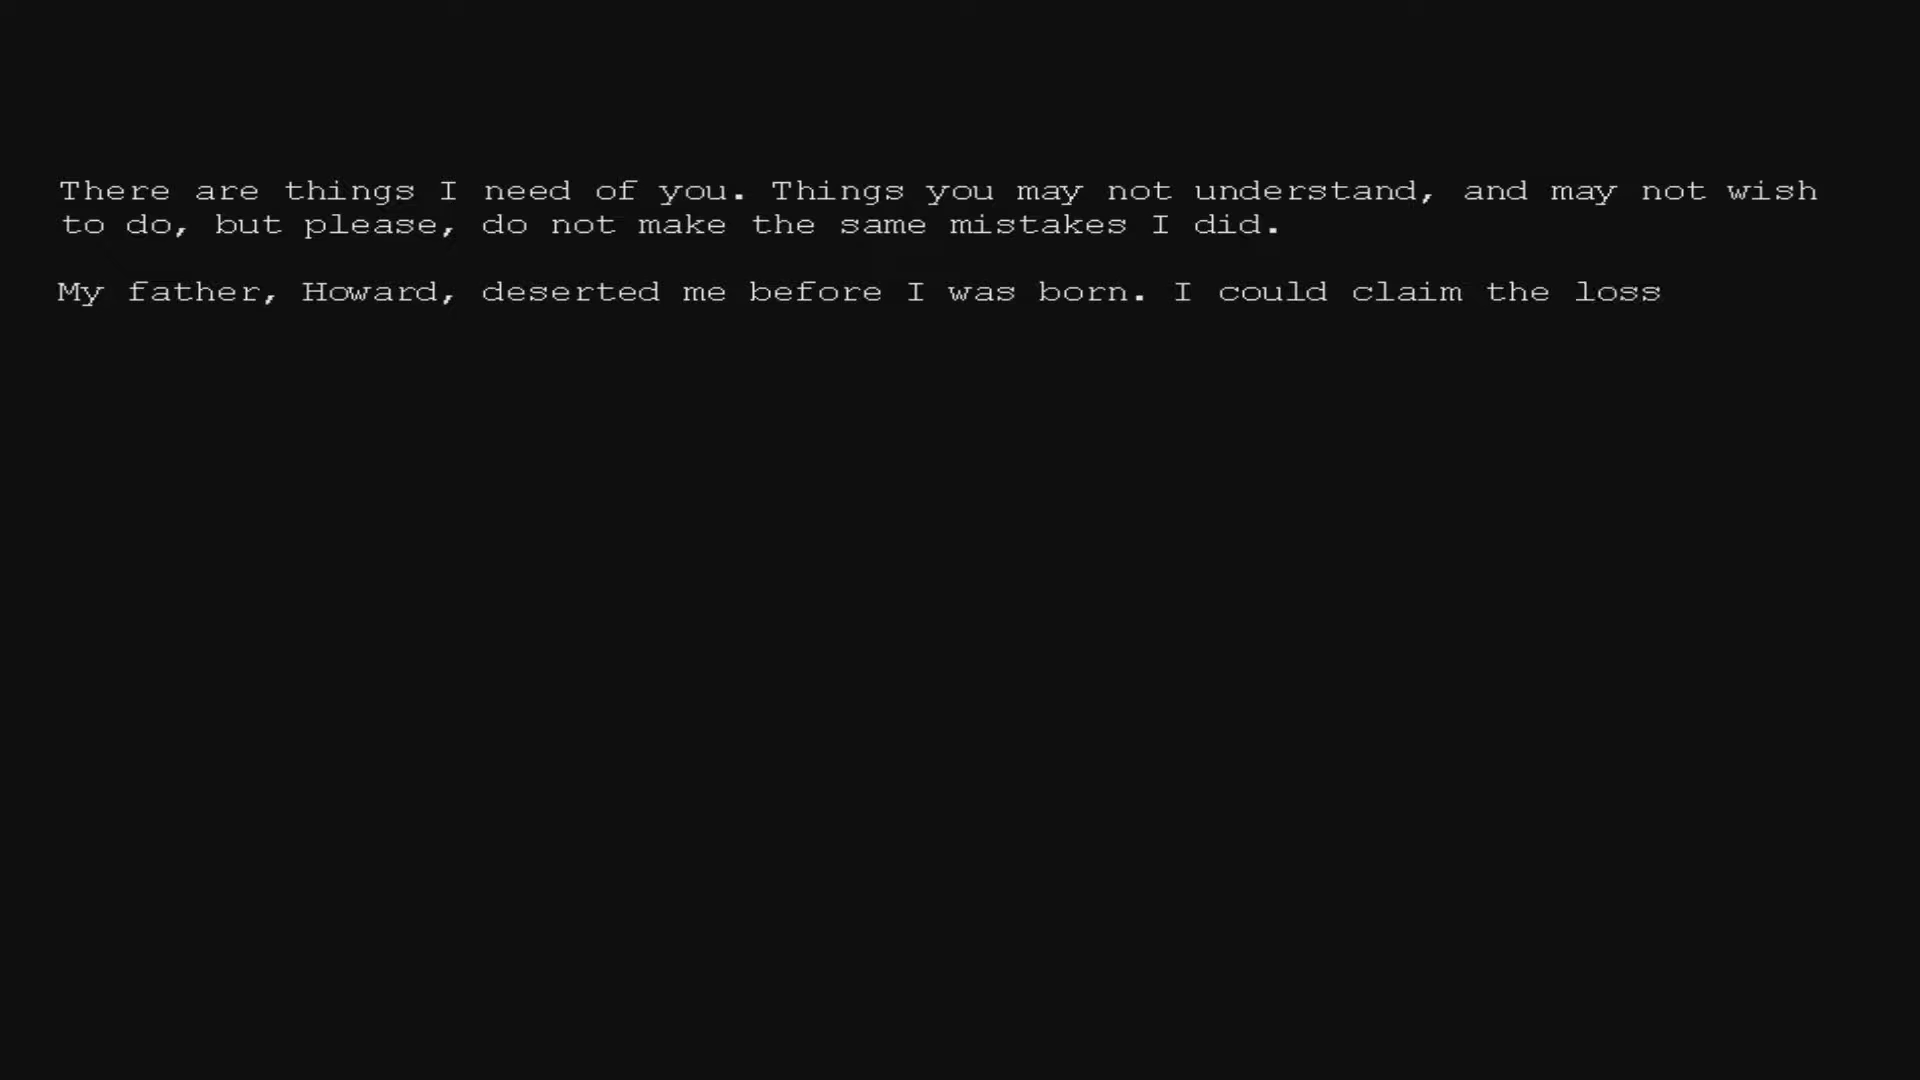 There are things I need of you. Things you may not understand, and may not wish
to do, but please, do not make the same mistakes I did.
My father, Howard, deserted me before I was born. I could claim the loss